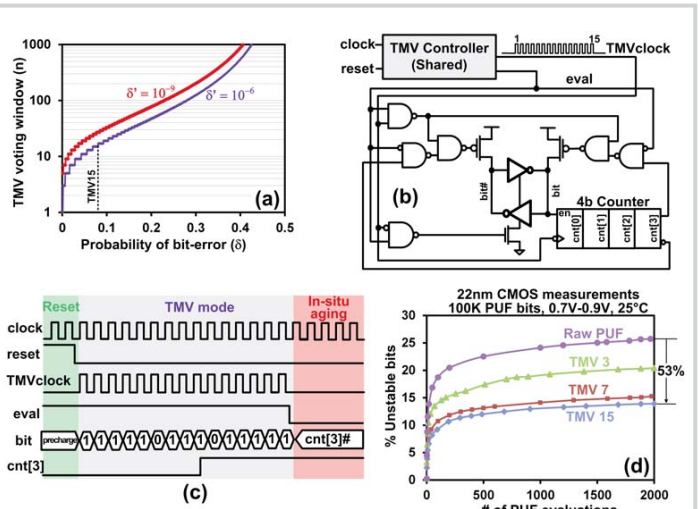 TMV voting window (n)
1000
100
10
1
δ' = 10⁻⁹
δ' = 10⁻⁶
TMV15
(a)
0 0.1 0.2 0.3 0.4 0.5
Probability of bit-error (δ)
clock
reset
TMV Controller
(Shared)
1 15
TMVclock
eval
(b)
bit#
bit
4b Counter
en
cnt[0]
cnt[1]
cnt[2]
cnt[3]
Reset TMV mode In-situ
aging
clock
reset
TMVclock
eval
bit precharge 1 1 1 1 0 1 1 1 0 1 1 1 1 1 cnt[3]#
cnt[3]
(c)
22nm CMOS measurements
100K PUF bits, 0.7V-0.9V, 25°C
% Unstable bits
30
25
20
15
10
5
0
Raw PUF
TMV 3
TMV 7
TMV 15
53%
(d)
0 500 1000 1500 2000
# of PUF evaluations